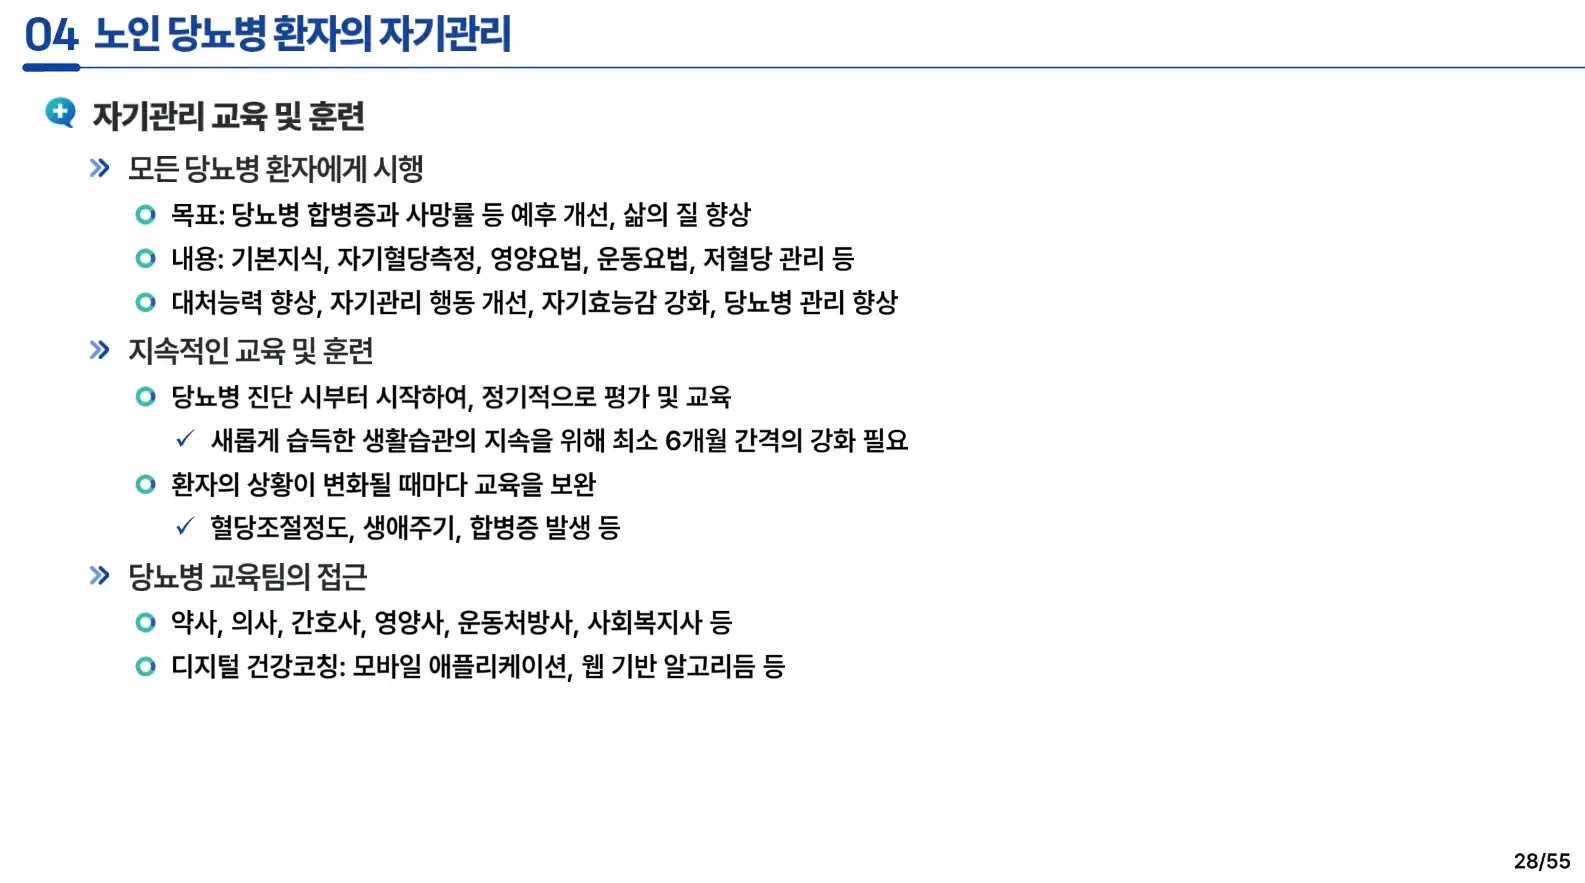 04 노인 당뇨병 환자의 자기관리
자기관리 교육 및 훈련
모든 당뇨병 환자에게 시행
목표: 당뇨병 합병증과 사망률 등 예후 개선, 삶의 질 향상
내용: 기본지식, 자기혈당측정, 영양요법, 운동요법, 저혈당 관리 등
대처능력 향상, 자기관리 행동 개선, 자기효능감 강화, 당뇨병 관리 향상
지속적인 교육 및 훈련
당뇨병 진단 시부터 시작하여, 정기적으로 평가 및 교육
새롭게 습득한 생활습관의 지속을 위해 최소 6개월 간격의 강화 필요
환자의 상황이 변화될 때마다 교육을 보완
혈당조절정도, 생애주기, 합병증 발생 등
당뇨병 교육팀의 접근
약사, 의사, 간호사, 영양사, 운동처방사, 사회복지사 등
디지털 건강코칭: 모바일 애플리케이션, 웹 기반 알고리듬 등
28/55